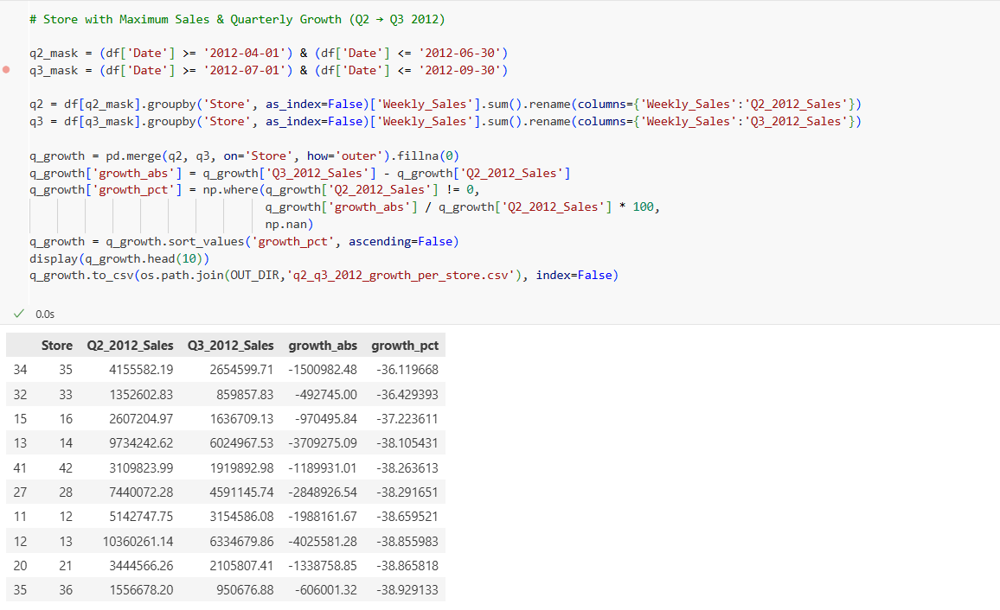 # Store with Maximum Sales & Quarterly Growth (Q2 → Q3 2012)
q2_mask = (df['Date'] >= '2012-04-01') & (df['Date'] <= '2012-06-30')
q3_mask = (df['Date'] >= '2012-07-01') & (df['Date'] <= '2012-09-30')
q2 = df[q2_mask].groupby('Store', as_index=False)['Weekly_Sales'].sum().rename(columns={'Weekly_Sales':'Q2_2012_Sales'})
q3 = df[q3_mask].groupby('Store', as_index=False)['Weekly_Sales'].sum().rename(columns={'Weekly_Sales':'Q3_2012_Sales'})
q_growth = pd.merge(q2, q3, on='Store', how='outer').fillna(0)
q_growth['growth_abs'] = q_growth['Q3_2012_Sales'] - q_growth['Q2_2012_Sales']
q_growth['growth_pct'] = np.where(q_growth['Q2_2012_Sales'] != 0,
q_growth['growth_abs'] / q_growth['Q2_2012_Sales'] * 100,
np.nan)
q_growth = q_growth.sort_values('growth_pct', ascending=False)
display(q_growth.head(10))
q_growth.to_csv(os.path.join(OUT_DIR,'q2_q3_2012_growth_per_store.csv'), index=False)
0.0s
Store Q2_2012_Sales Q3_2012_Sales growth_abs growth_pct
34 35 4155582.19 2654599.71 -1500982.48 -36.119668
32 33 1352602.83 859857.83 -492745.00 -36.429393
15 16 2607204.97 1636709.13 -970495.84 -37.223611
13 14 9734242.62 6024967.53 -3709275.09 -38.105431
41 42 3109823.99 1919892.98 -1189931.01 -38.263613
27 28 7440072.28 4591145.74 -2848926.54 -38.291651
11 12 5142747.75 3154586.08 -1988161.67 -38.659521
12 13 10360261.14 6334679.86 -4025581.28 -38.855983
20 21 3444566.26 2105807.41 -1338758.85 -38.865818
35 36 1556678.20 950676.88 -606001.32 -38.929133